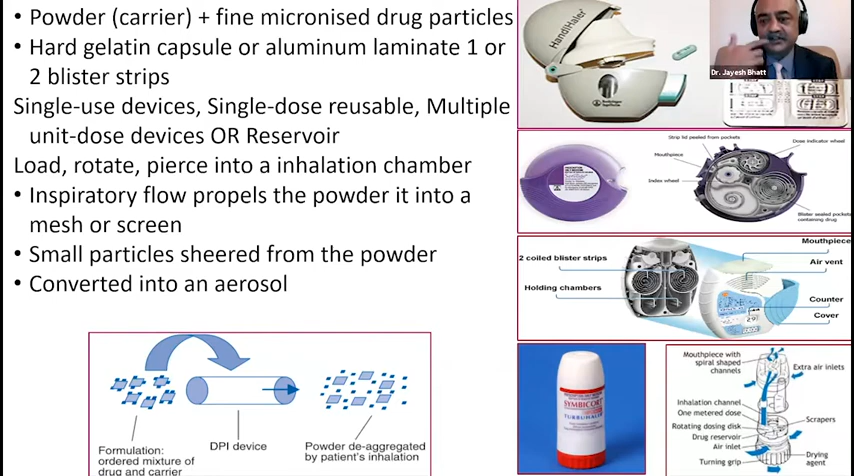 • Powder (carrier) + fine micronised drug particles
• Hard gelatin capsule or aluminum laminate 1 or
2 blister strips
Single-use devices, Single-dose reusable, Multiple
unit-dose devices OR Reservoir
Load, rotate, pierce into a inhalation chamber
• Inspiratory flow propels the powder it into a
mesh or screen
• Small particles sheered from the powder
• Converted into an aerosol
Formulation:
ordered mixture of
drug and carrier
DPI device
Powder de-aggregated
by patient's inhalation
HandiHaler
Dr. Jayesh Bhatt
Strip lid peeled from pockets
Dose indicator wheel
Mouthpiece
Index wheel
Blister sealed pockets
containing drug
2 coiled blister strips
Holding chambers
Mouthpiece
Air vent
Counter
Cover
SYMBICORT
TURBUHALER
Mouthpiece with
spiral shaped
channels
Extra air inlets
Inhalation channel
One metered dose
Rotating dosing disk
Drug reservoir
Air inlet
Turning grip
Scrapers
Drying
agent